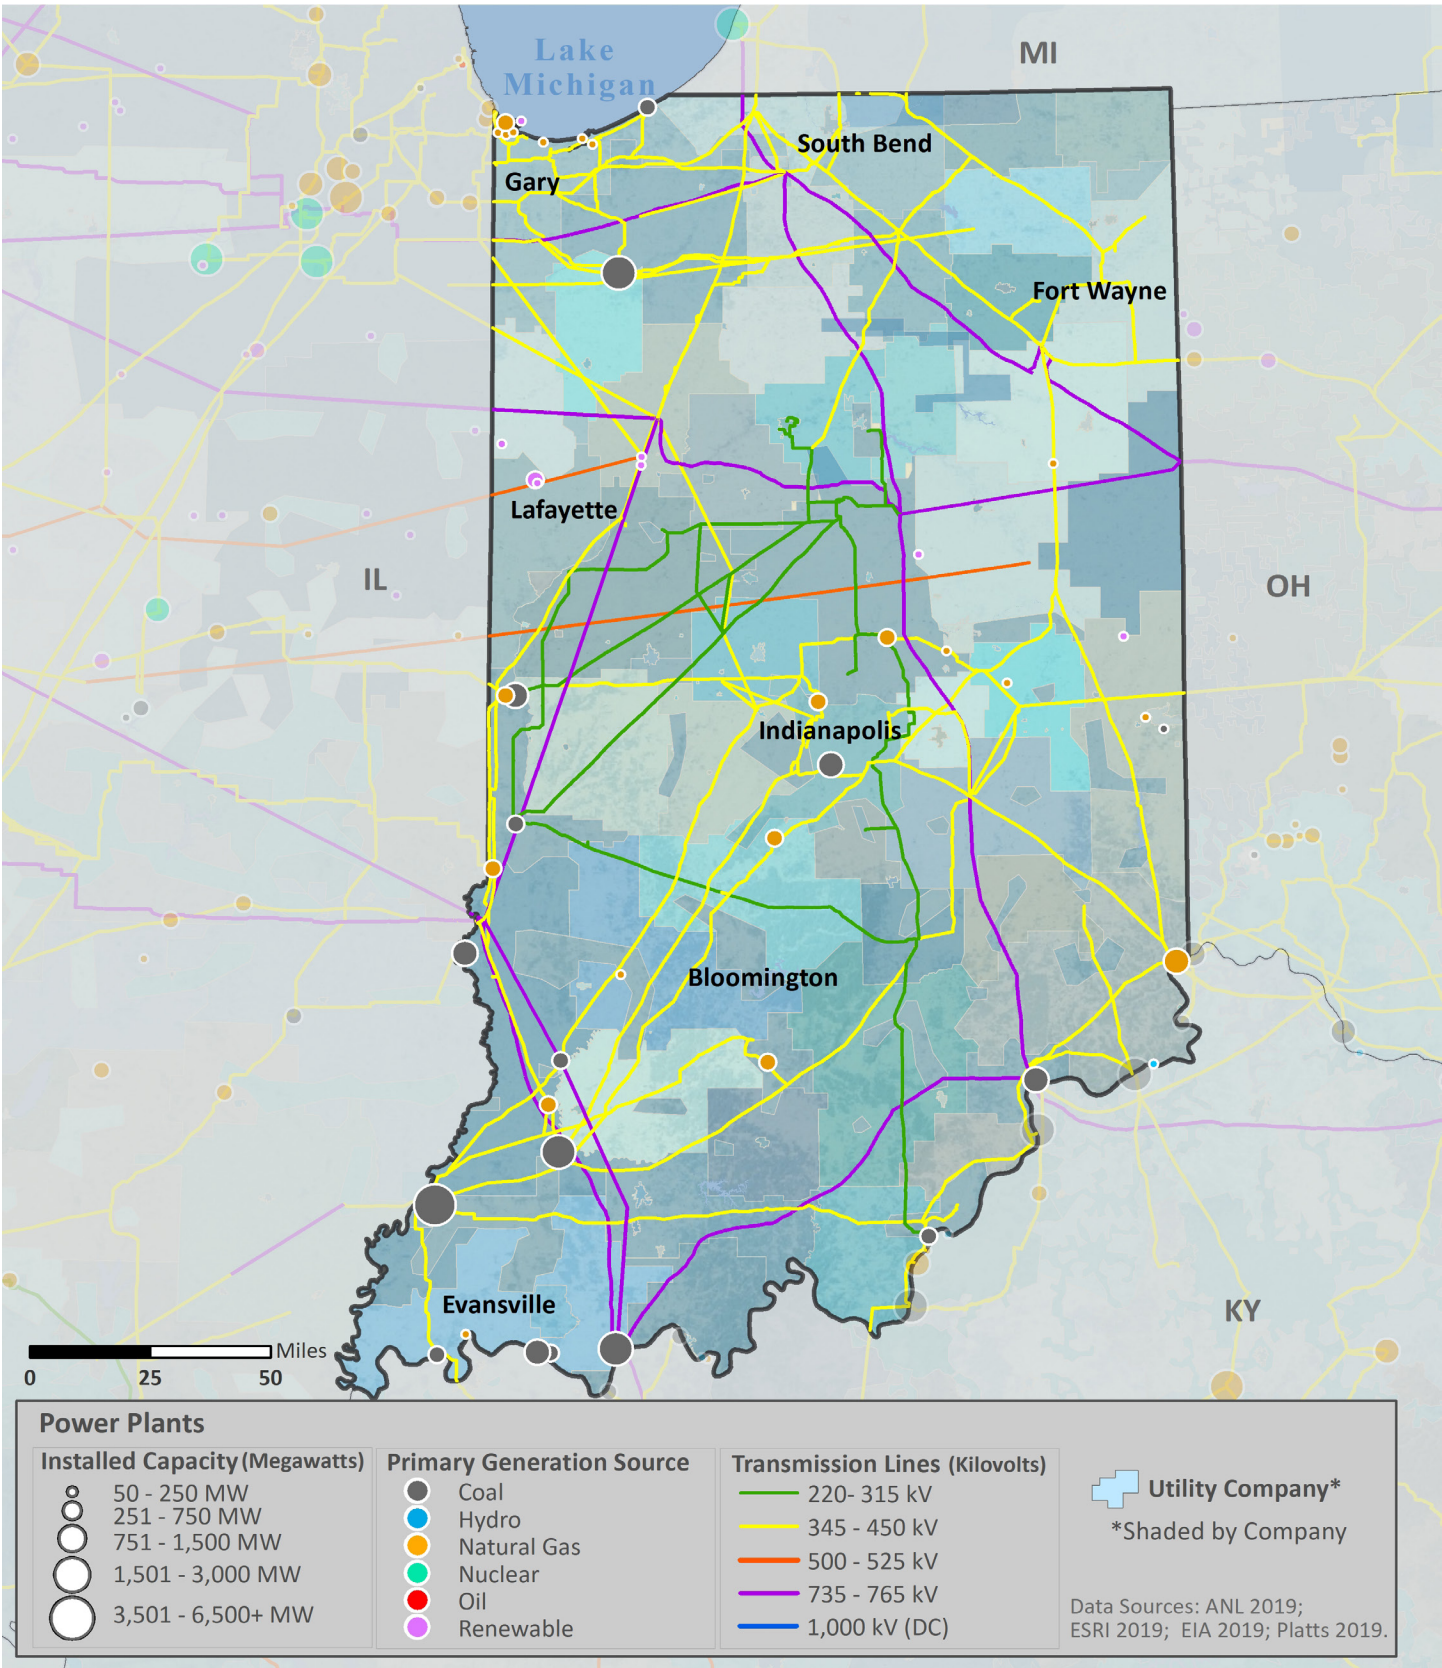 Lake
Michigan
MI
South Bend
Gary
Fort Wayne
Lafayette
IL
OH
Indianapolis
Bloomington
Evansville
KY
Miles
0 25 50
Power Plants
Installed Capacity (Megawatts)
50 - 250 MW
251 - 750 MW
751 - 1,500 MW
1,501 - 3,000 MW
3,501 - 6,500+ MW
Primary Generation Source
Coal
Hydro
Natural Gas
Nuclear
Oil
Renewable
Transmission Lines (Kilovolts)
220- 315 kV
345 - 450 kV
500 - 525 kV
735 - 765 kV
1,000 kV (DC)
Utility Company*
*Shaded by Company
Data Sources: ANL 2019;
ESRI 2019; EIA 2019; Platts 2019.